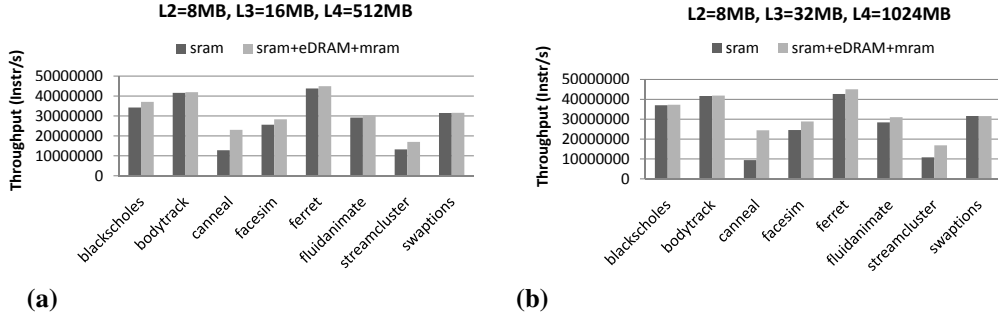 L2=8MB, L3=16MB, L4=512MB
sram sram+eDRAM+mram
Throughput (Instr/s)
50000000
40000000
30000000
20000000
10000000
0
blackscholes
bodytrack
canneal
facesim
ferret
fluidanimate
streamcluster
swaptions
(a)
L2=8MB, L3=32MB, L4=1024MB
sram sram+eDRAM+mram
Throughput (Instr/s)
50000000
40000000
30000000
20000000
10000000
0
blackscholes
bodytrack
canneal
facesim
ferret
fluidanimate
streamcluster
swaptions
(b)